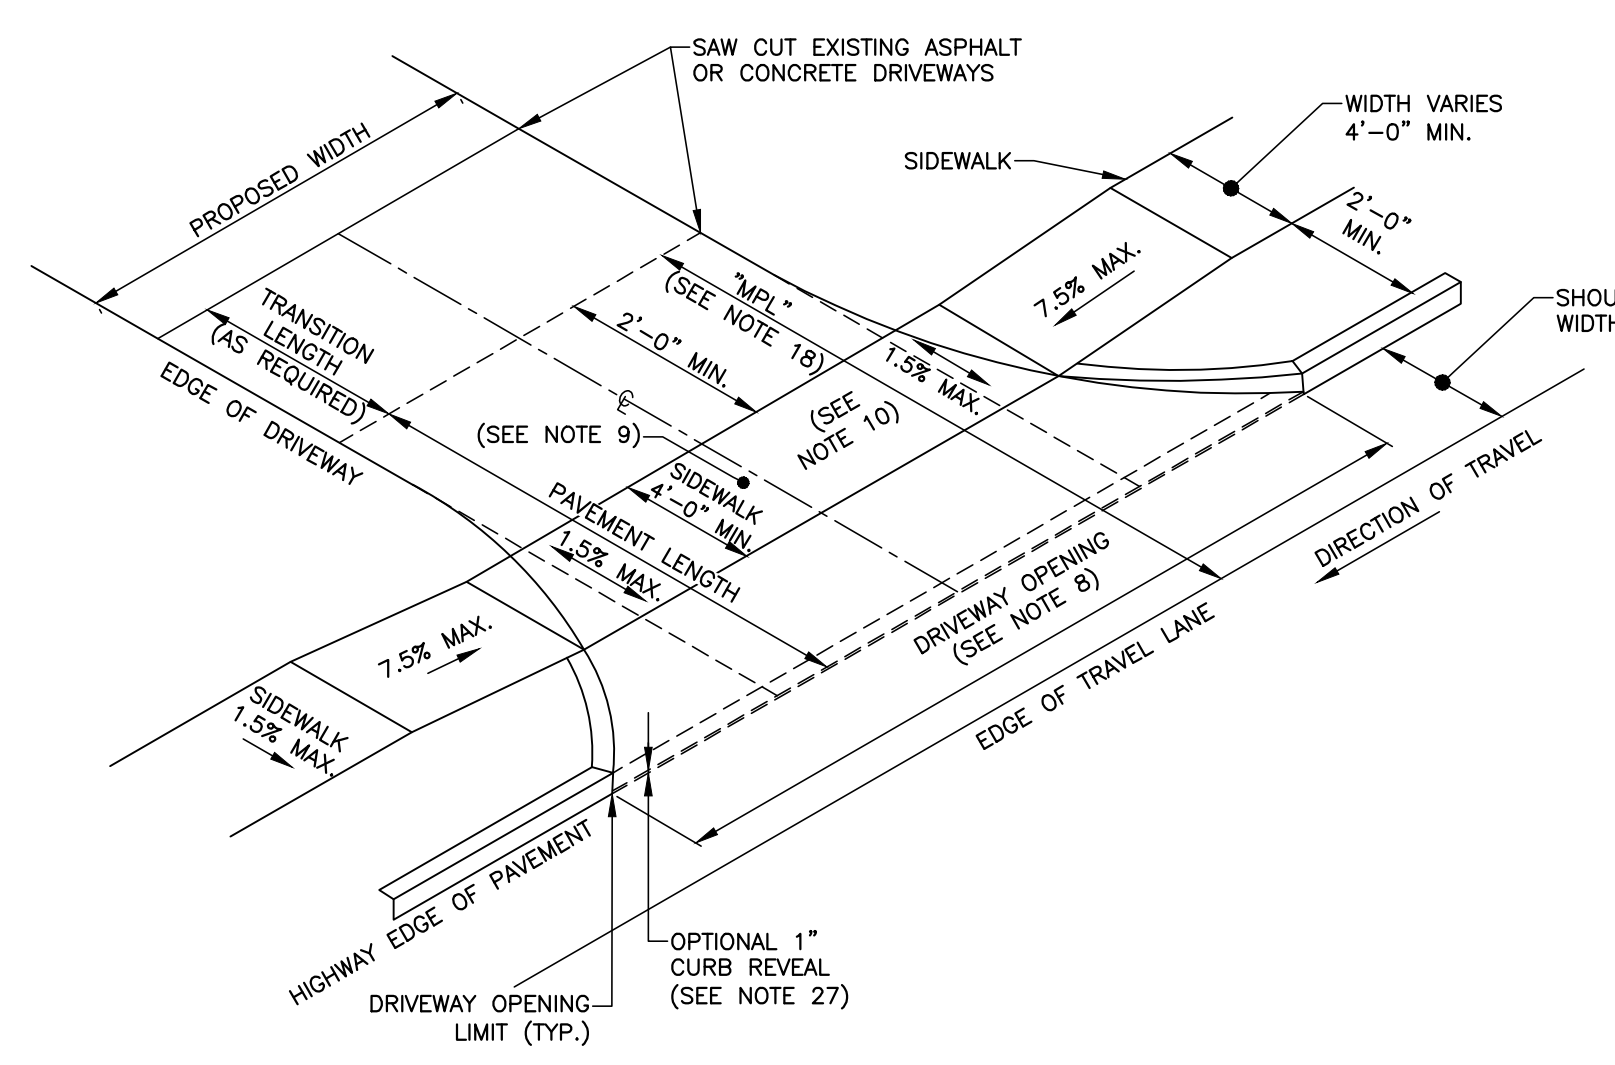 SAW CUT EXISTING ASPHALT
OR CONCRETE DRIVEWAYS
WIDTH VARIES
4'-0" MIN.
SIDEWALK
PROPOSED WIDTH
2'-0"
MIN.
7.5% MAX.
"MPL"
(SEE NOTE 18)
SHOU
WIDTH
TRANSITION
LENGTH
(AS REQUIRED)
2'-0" MIN.
1.5% MAX.
EDGE OF DRIVEWAY
℄
(SEE
NOTE 10)
(SEE NOTE 9)
SIDEWALK
4'-0" MIN.
PAVEMENT LENGTH
1.5% MAX.
DIRECTION OF TRAVEL
DRIVEWAY OPENING
(SEE NOTE 8)
7.5% MAX.
EDGE OF TRAVEL LANE
SIDEWALK
1.5% MAX.
HIGHWAY EDGE OF PAVEMENT
OPTIONAL 1"
CURB REVEAL
(SEE NOTE 27)
DRIVEWAY OPENING
LIMIT (TYP.)